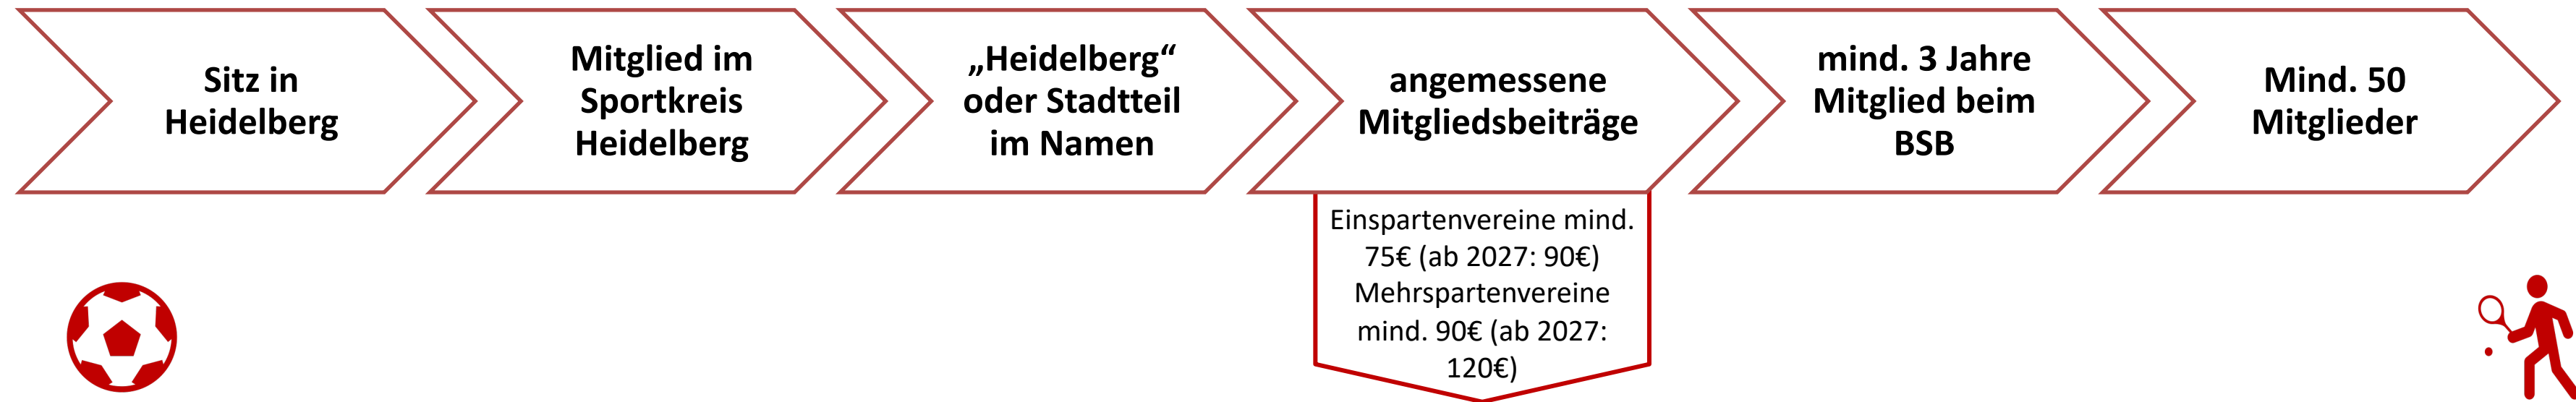 Sitz in
Heidelberg
Mitglied im
Sportkreis
Heidelberg
„Heidelberg“
oder Stadtteil
im Namen
angemessene
Mitgliedsbeiträge
mind. 3 Jahre
Mitglied beim
BSB
Mind. 50
Mitglieder
Einspartenvereine mind.
75€ (ab 2027: 90€)
Mehrspartenvereine
mind. 90€ (ab 2027:
120€)